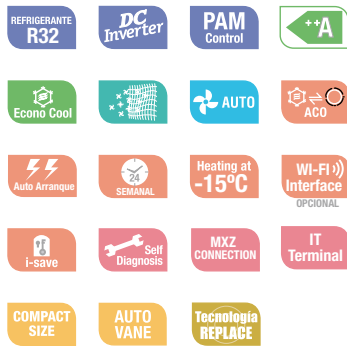 REFRIGERANTE
R32
DC
Inverter
PAM
Control
++A
Econo Cool
AUTO
ACO
Auto Arranque
24
SEMANAL
Heating at
-15ºC
WI-FI
Interface
OPCIONAL
i-save
Self
Diagnosis
MXZ
CONNECTION
IT
Terminal
COMPACT
SIZE
AUTO
VANE
Tecnología
REPLACE